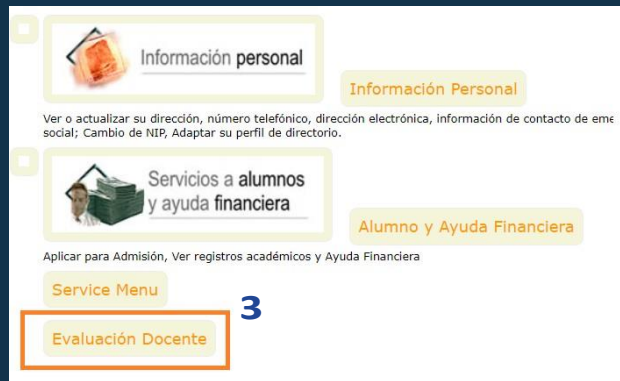 Información personal
Información Personal
Ver o actualizar su dirección, número telefónico, dirección electrónica, información de contacto de eme
social; Cambio de NIP, Adaptar su perfil de directorio.
Servicios a alumnos
y ayuda financiera
Alumno y Ayuda Financiera
Aplicar para Admisión, Ver registros académicos y Ayuda Financiera
Service Menu
3
Evaluación Docente